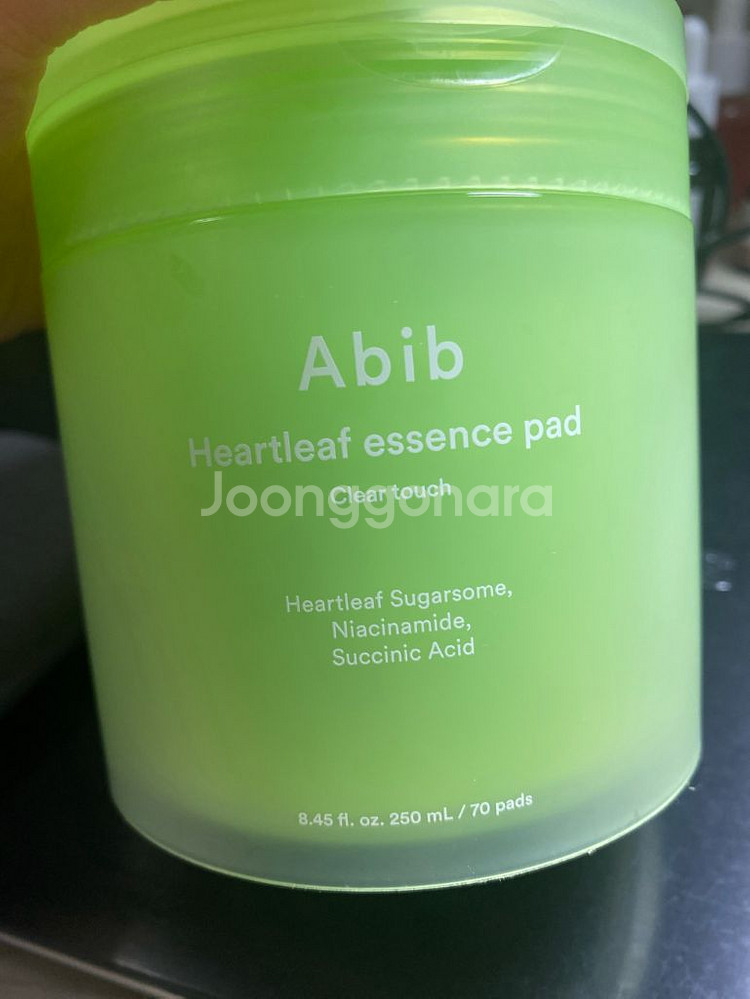 Abib
Heartleaf essence pad
Clear touch
Joonggonara
Heartleaf Sugarsome,
Niacinamide,
Succinic Acid
8.45 fl. oz. 250 mL / 70 pads